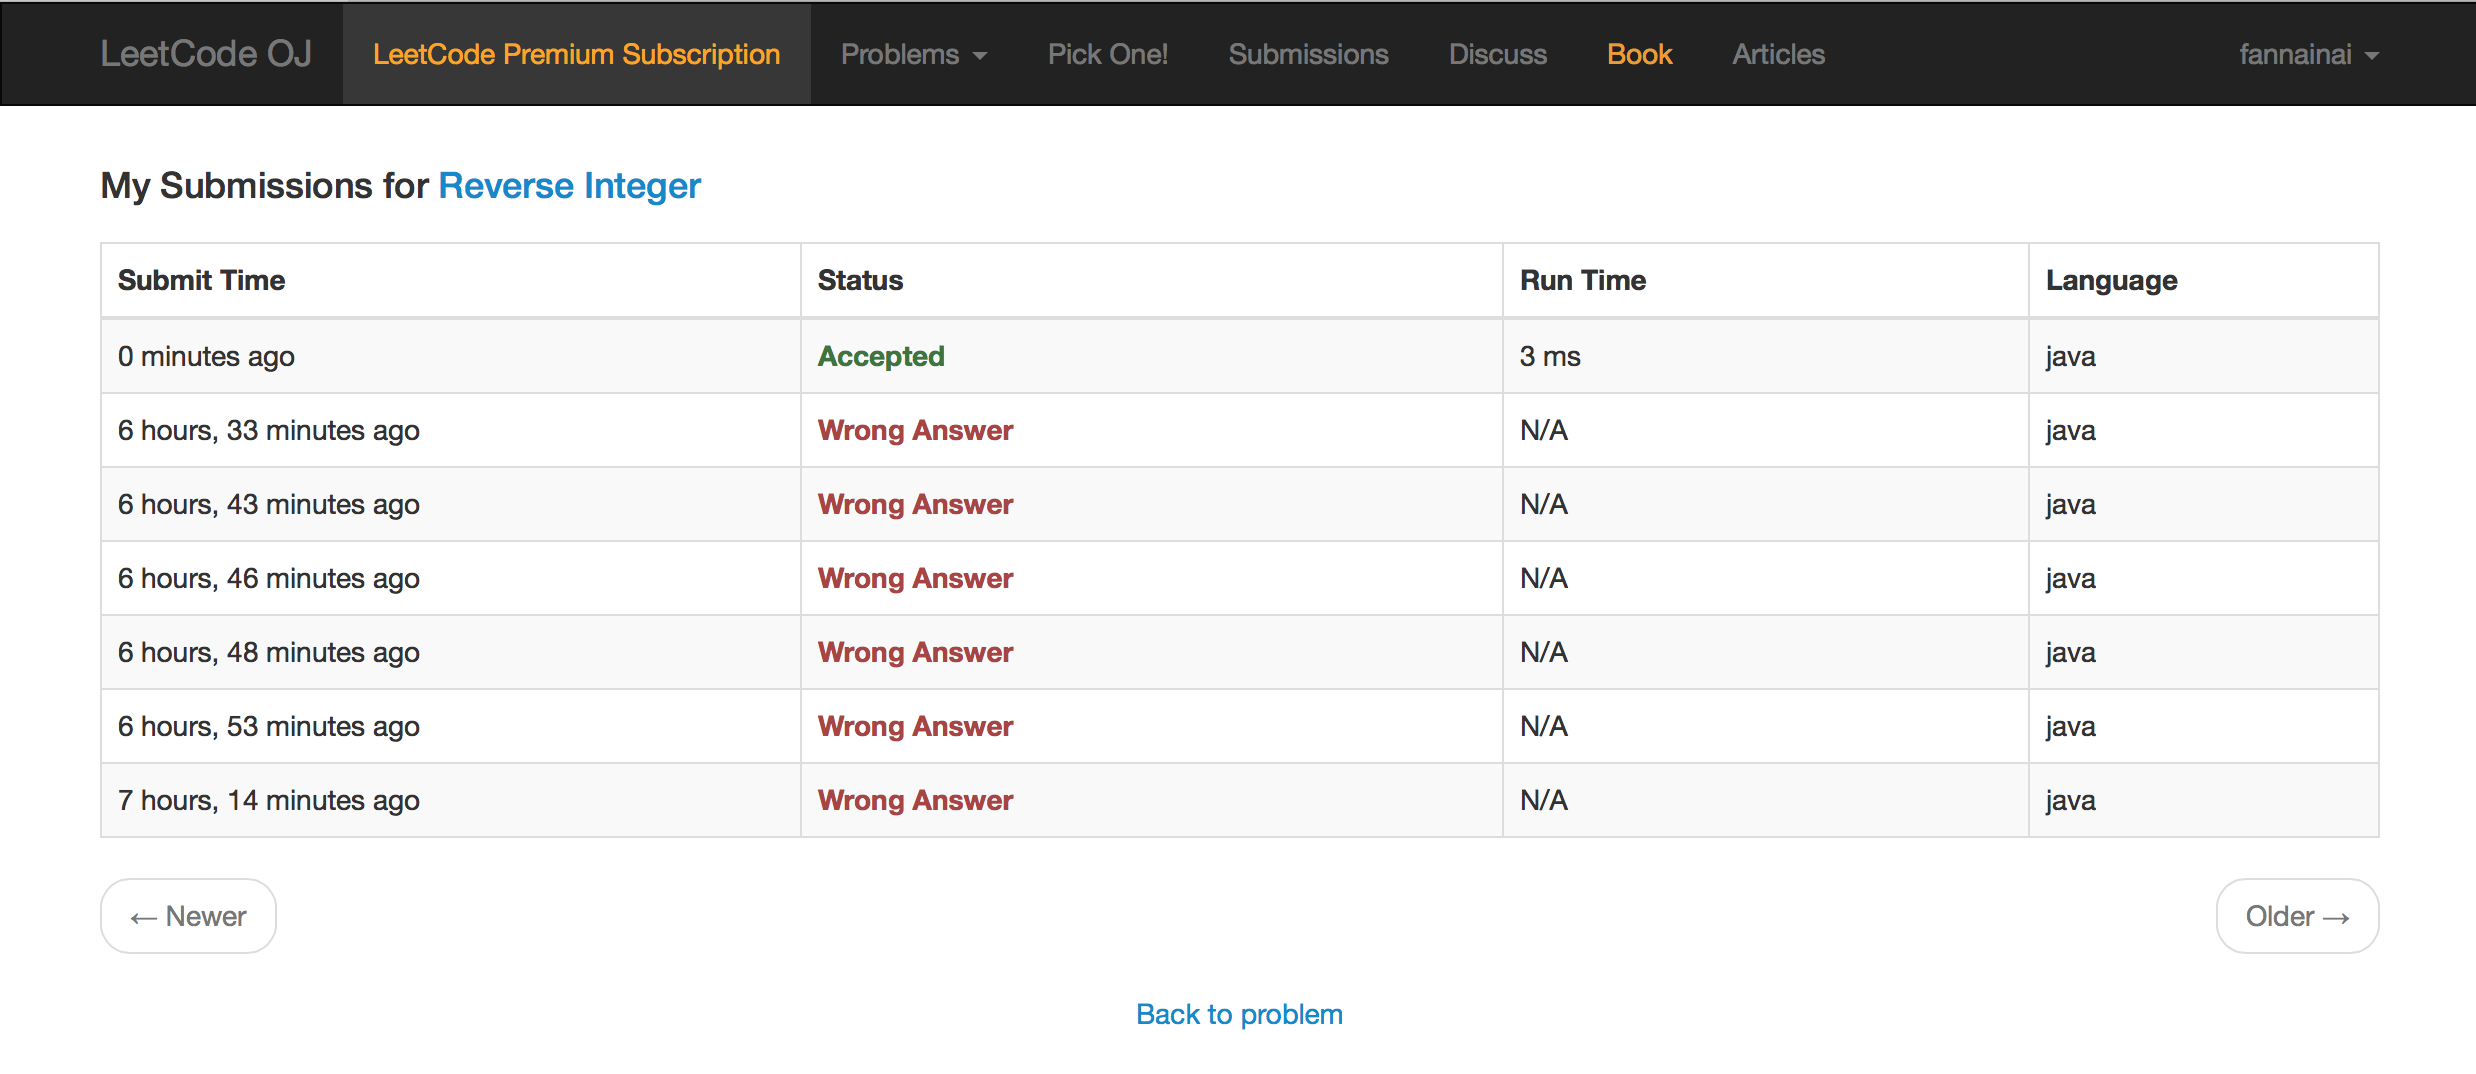 LeetCode OJ LeetCode Premium Subscription Problems Pick One! Submissions Discuss Book Articles fannainai
My Submissions for Reverse Integer
Submit Time Status Run Time Language
0 minutes ago Accepted 3 ms java
6 hours, 33 minutes ago Wrong Answer N/A java
6 hours, 43 minutes ago Wrong Answer N/A java
6 hours, 46 minutes ago Wrong Answer N/A java
6 hours, 48 minutes ago Wrong Answer N/A java
6 hours, 53 minutes ago Wrong Answer N/A java
7 hours, 14 minutes ago Wrong Answer N/A java
← Newer Older →
Back to problem